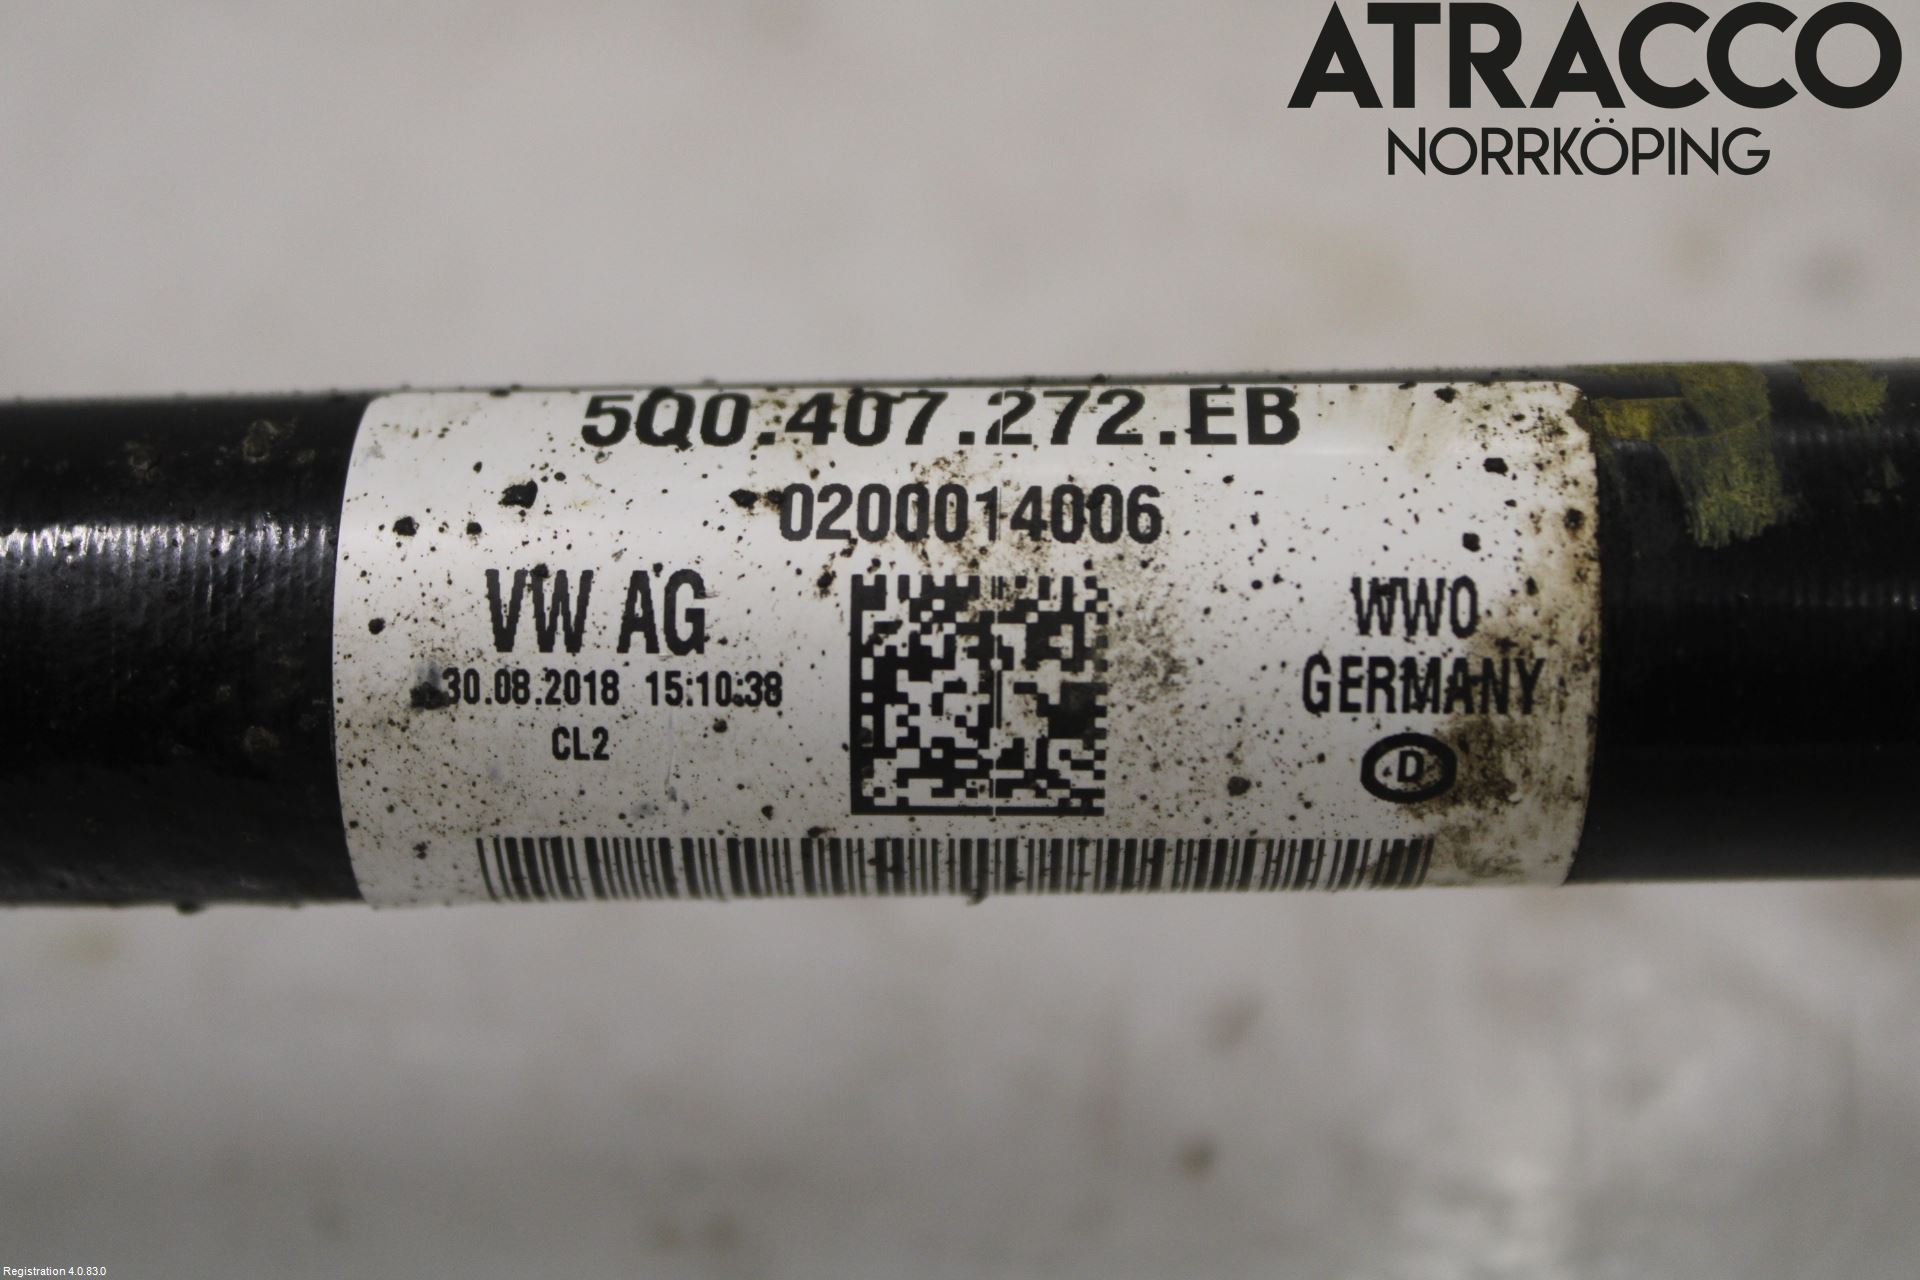 ATRACCO
NORRKÖPING
5Q0.407.272.EB
0200014006
VW AG
30.08.2018 15:10:38
CL2
WWO
GERMANY
D
Registration 4.0.83.0